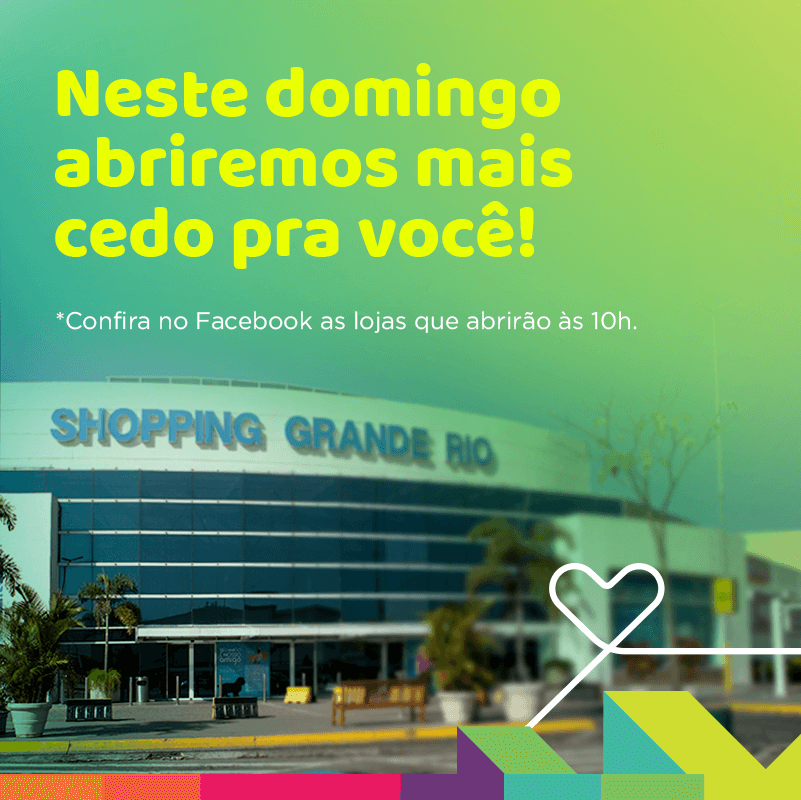 Neste domingo
abriremos mais
cedo pra você!
*Confira no Facebook as lojas que abrirão às 10h.
SHOPPING GRANDE RIO
amigo